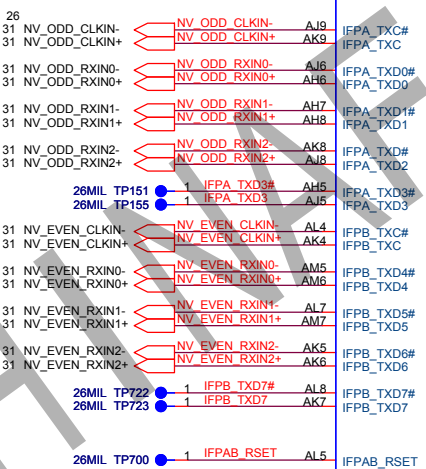 26
31 NV_ODD_CLKIN- NV_ODD_CLKIN- AJ9 IFPA_TXC#
31 NV_ODD_CLKIN+ NV_ODD_CLKIN+ AK9 IFPA_TXC
31 NV_ODD_RXIN0- NV_ODD_RXIN0- AJ6 IFPA_TXD0#
31 NV_ODD_RXIN0+ NV_ODD_RXIN0+ AH6 IFPA_TXD0
31 NV_ODD_RXIN1- NV_ODD_RXIN1- AH7 IFPA_TXD1#
31 NV_ODD_RXIN1+ NV_ODD_RXIN1+ AH8 IFPA_TXD1
31 NV_ODD_RXIN2- NV_ODD_RXIN2- AK8 IFPA_TXD#
31 NV_ODD_RXIN2+ NV_ODD_RXIN2+ AJ8 IFPA_TXD2
26MIL TP151 1 IFPA_TXD3# AH5 IFPA_TXD3#
26MIL TP155 1 IFPA_TXD3 AJ5 IFPA_TXD3
31 NV_EVEN_CLKIN- NV_EVEN_CLKIN- AL4 IFPB_TXC#
31 NV_EVEN_CLKIN+ NV_EVEN_CLKIN+ AK4 IFPB_TXC
31 NV_EVEN_RXIN0- NV_EVEN_RXIN0- AM5 IFPB_TXD4#
31 NV_EVEN_RXIN0+ NV_EVEN_RXIN0+ AM6 IFPB_TXD4
31 NV_EVEN_RXIN1- NV_EVEN_RXIN1- AL7 IFPB_TXD5#
31 NV_EVEN_RXIN1+ NV_EVEN_RXIN1+ AM7 IFPB_TXD5
31 NV_EVEN_RXIN2- NV_EVEN_RXIN2- AK5 IFPB_TXD6#
31 NV_EVEN_RXIN2+ NV_EVEN_RXIN2+ AK6 IFPB_TXD6
26MIL TP722 1 IFPB_TXD7# AL8 IFPB_TXD7#
26MIL TP723 1 IFPB_TXD7 AK7 IFPB_TXD7
26MIL TP700 1 IFPAB_RSET AL5 IFPAB_RSET